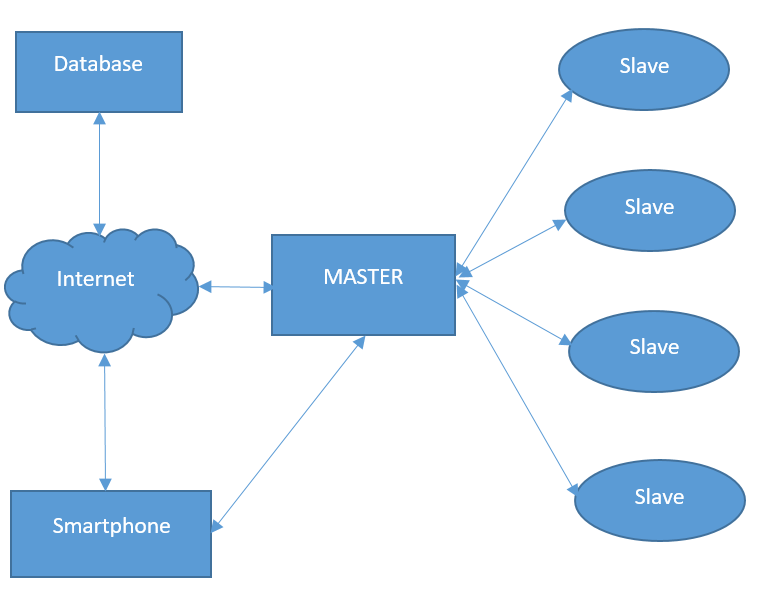 Database
Slave
Slave
Internet
MASTER
Slave
Slave
Smartphone